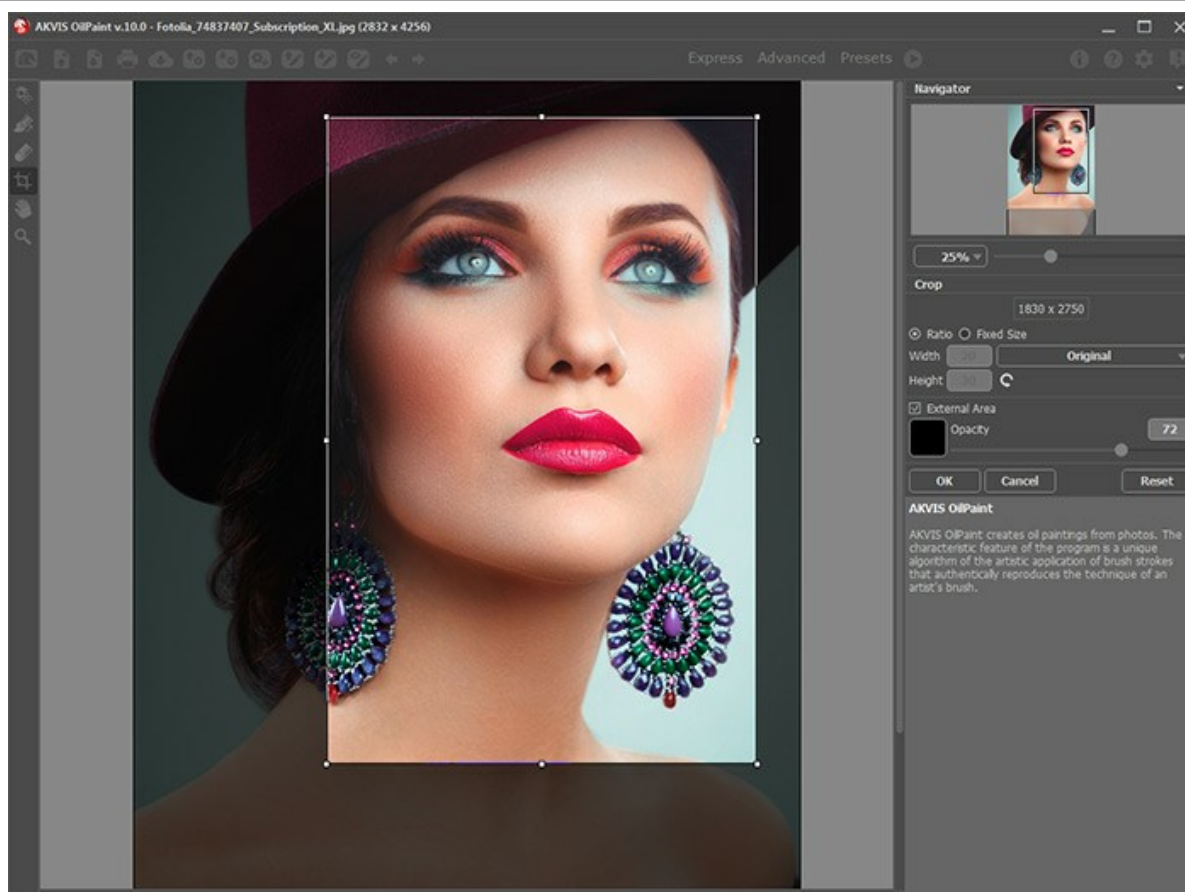 AKVIS OilPaint v.10.0 - Fotolia_74837407_Subscription_XL.jpg (2832 x 4256)
Express Advanced Presets
Navigator
25%
Crop
1830 x 2750
Ratio Fixed Size
Width Original
Height
External Area
Opacity 72
OK Cancel Reset
AKVIS OilPaint
AKVIS OilPaint creates oil paintings from photos. The
characteristic feature of the program is a unique
algorithm of the artistic application of brush strokes
that authentically reproduces the technique of an
artist's brush.